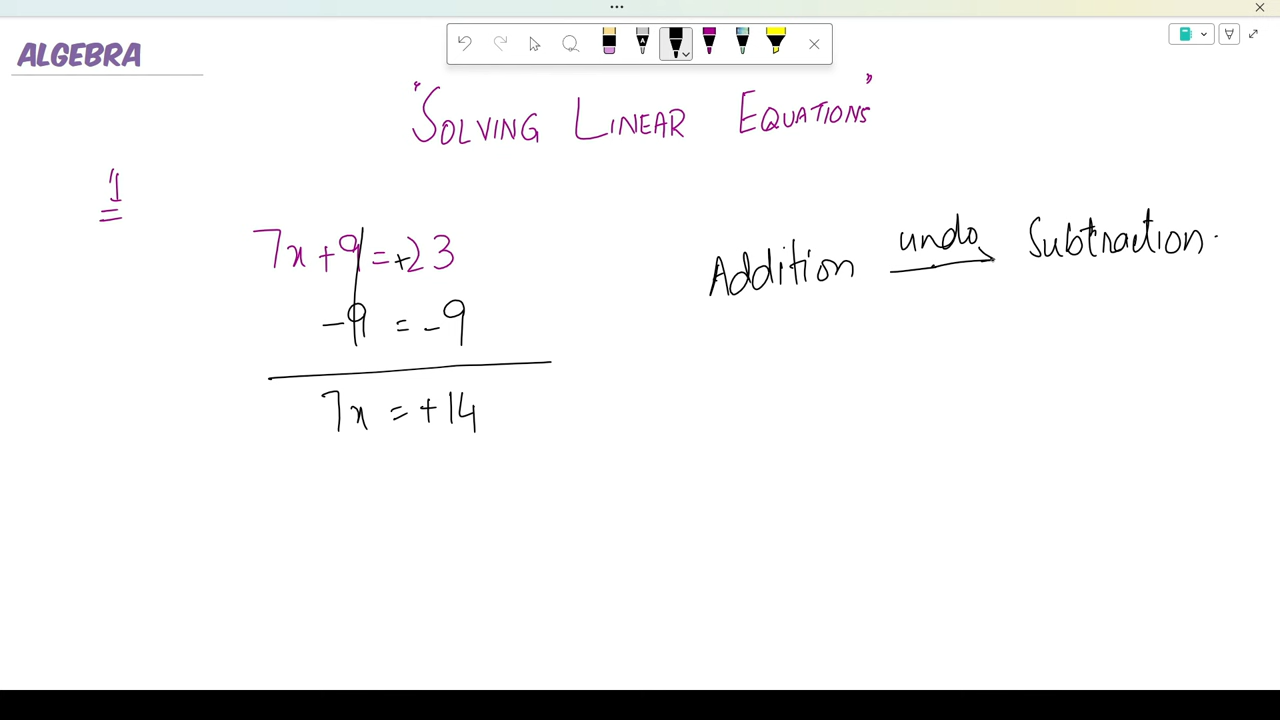 ALGEBRA
"SOLVING LINEAR EQUATIONS"
1
7x + 9 = +23
Addition undo Subtraction.
-9 = -9
7x = +14